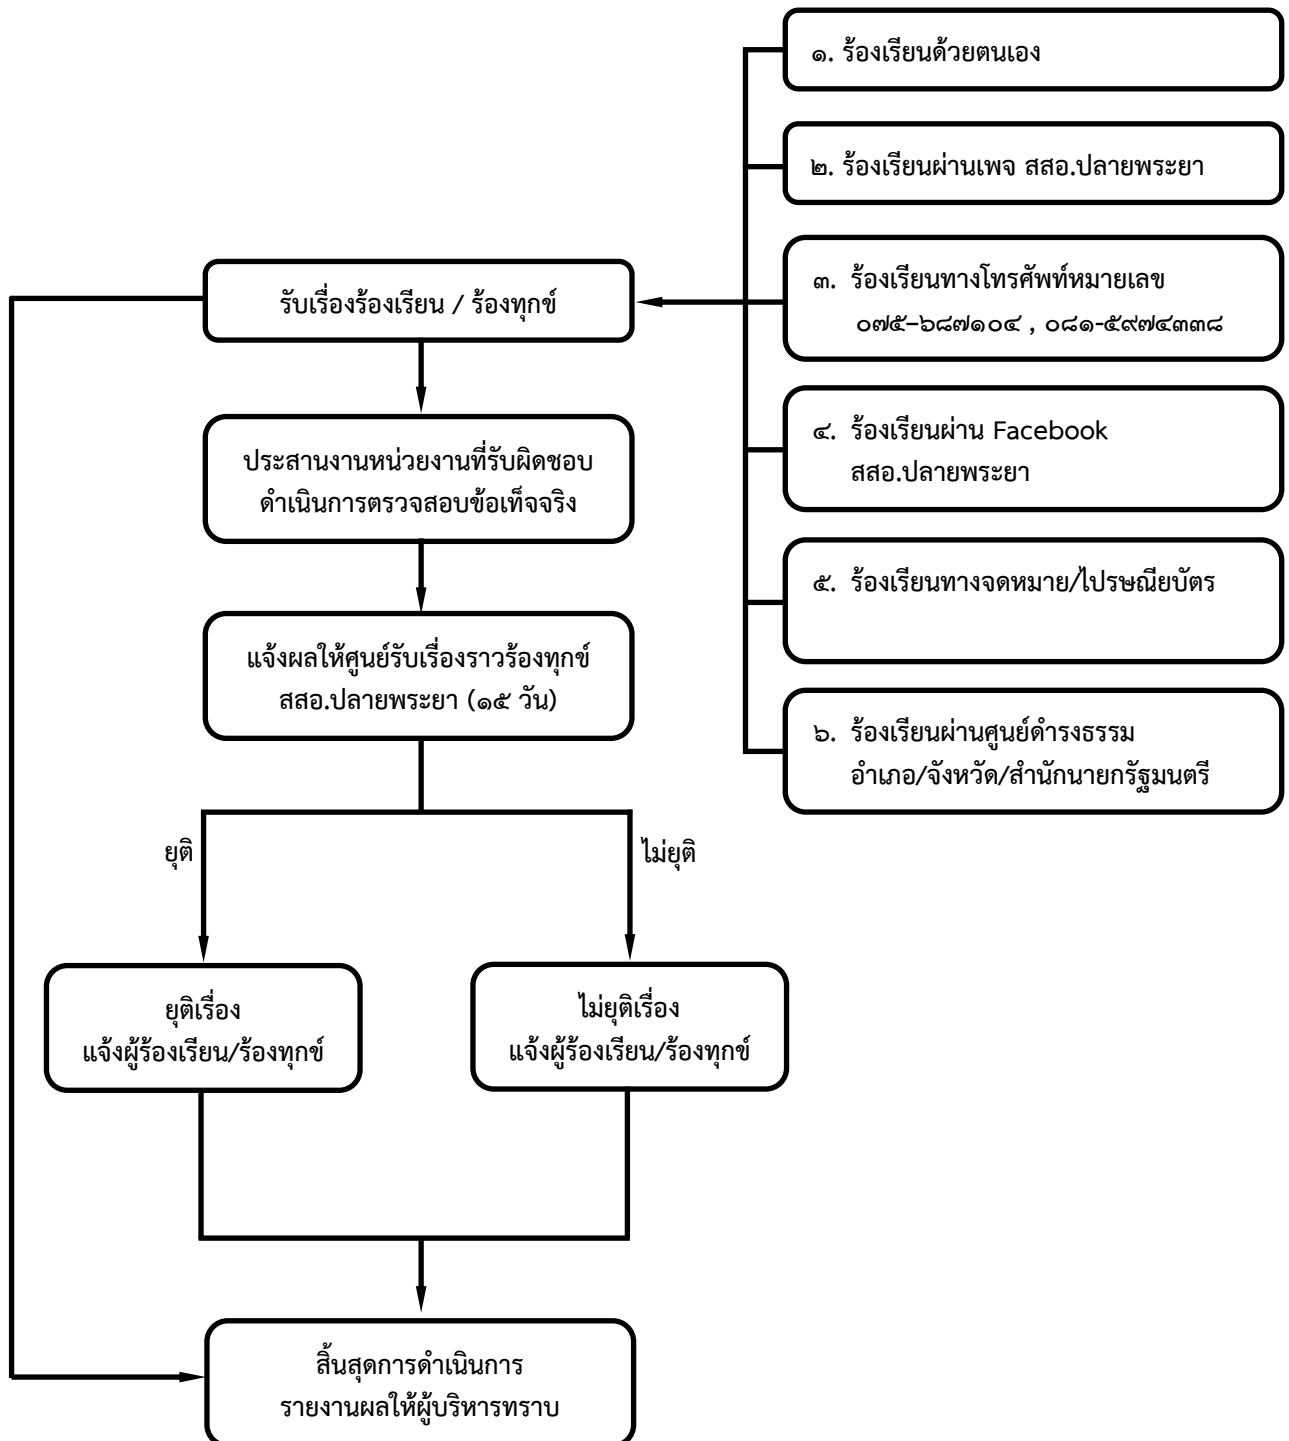 ๑. ร้องเรียนด้วยตนเอง
๒. ร้องเรียนผ่านเพจ สสอ.ปลายพระยา
๓. ร้องเรียนทางโทรศัพท์หมายเลข
๐๗๕–๖๘๗๑๐๔ , ๐๘๑-๕๙๗๔๓๓๘
๔. ร้องเรียนผ่าน Facebook
สสอ.ปลายพระยา
๕. ร้องเรียนทางจดหมาย/ไปรษณียบัตร
๖. ร้องเรียนผ่านศูนย์ดำรงธรรม
อำเภอ/จังหวัด/สำนักนายกรัฐมนตรี
รับเรื่องร้องเรียน / ร้องทุกข์
ประสานงานหน่วยงานที่รับผิดชอบ
ดำเนินการตรวจสอบข้อเท็จจริง
แจ้งผลให้ศูนย์รับเรื่องราวร้องทุกข์
สสอ.ปลายพระยา (๑๕ วัน)
ยุติ
ไม่ยุติ
ยุติเรื่อง
แจ้งผู้ร้องเรียน/ร้องทุกข์
ไม่ยุติเรื่อง
แจ้งผู้ร้องเรียน/ร้องทุกข์
สิ้นสุดการดำเนินการ
รายงานผลให้ผู้บริหารทราบ